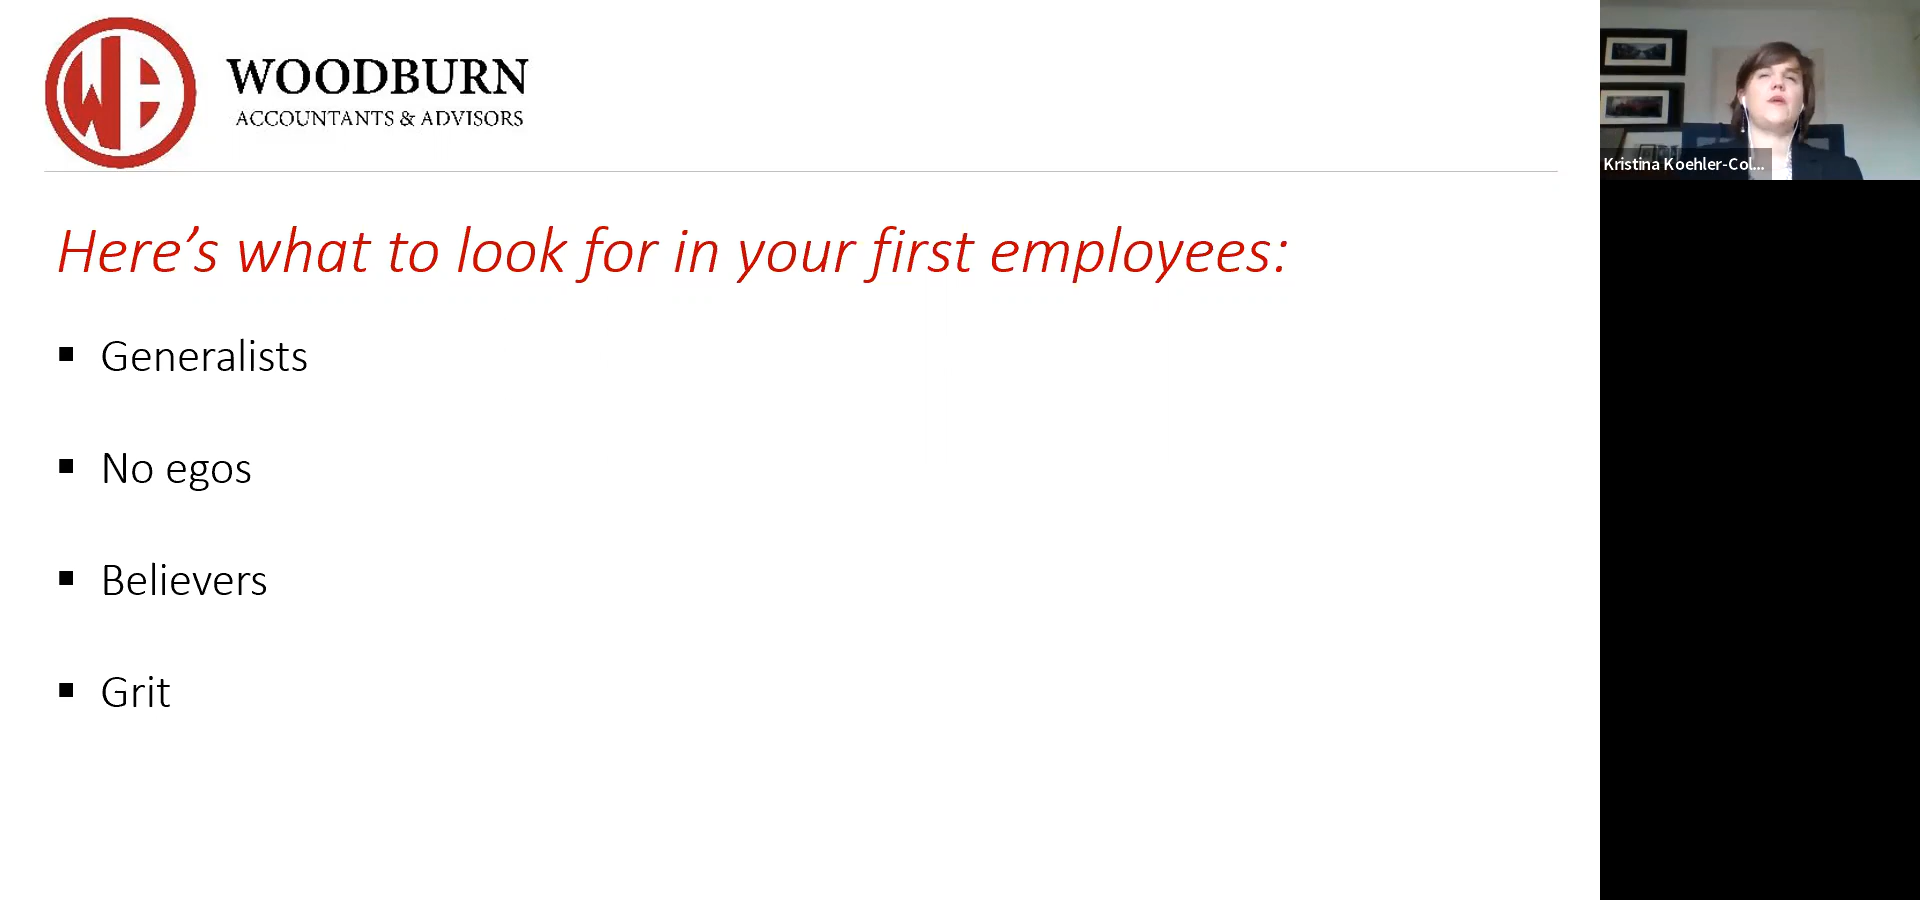 WOODBURN
ACCOUNTANTS & ADVISORS
Here’s what to look for in your first employees:
▪ Generalists
▪ No egos
▪ Believers
▪ Grit
Kristina Koehler-Col...